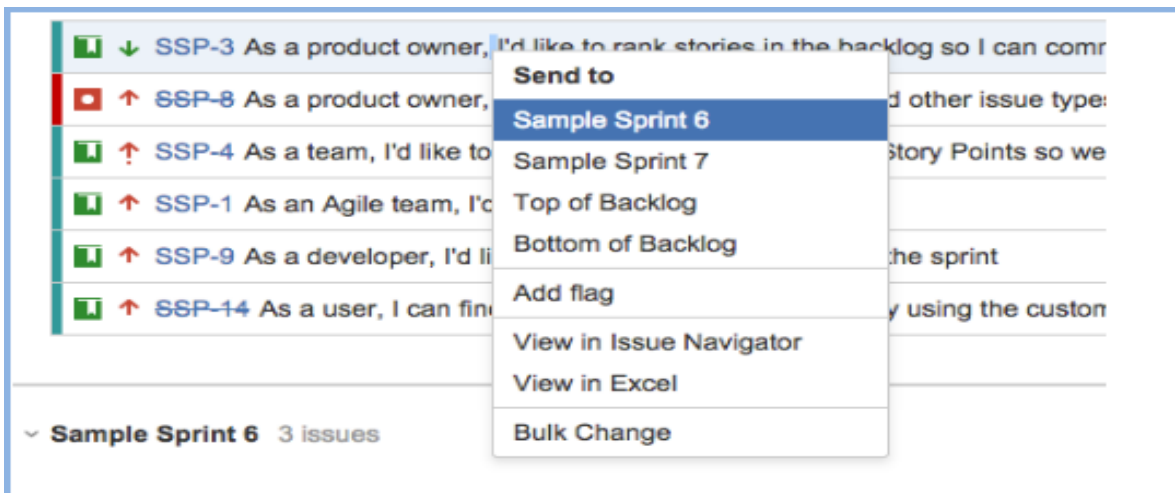 SSP-3 As a product owner, I'd like to rank stories in the backlog so I can comm
Send to
SSP-8 As a product owner, d other issue types
Sample Sprint 6
SSP-4 As a team, I'd like to Story Points so we
Sample Sprint 7
SSP-1 As an Agile team, I'd
Top of Backlog
SSP-9 As a developer, I'd li the sprint
Bottom of Backlog
SSP-14 As a user, I can find y using the custom
Add flag
View in Issue Navigator
View in Excel
Sample Sprint 6 3 issues
Bulk Change